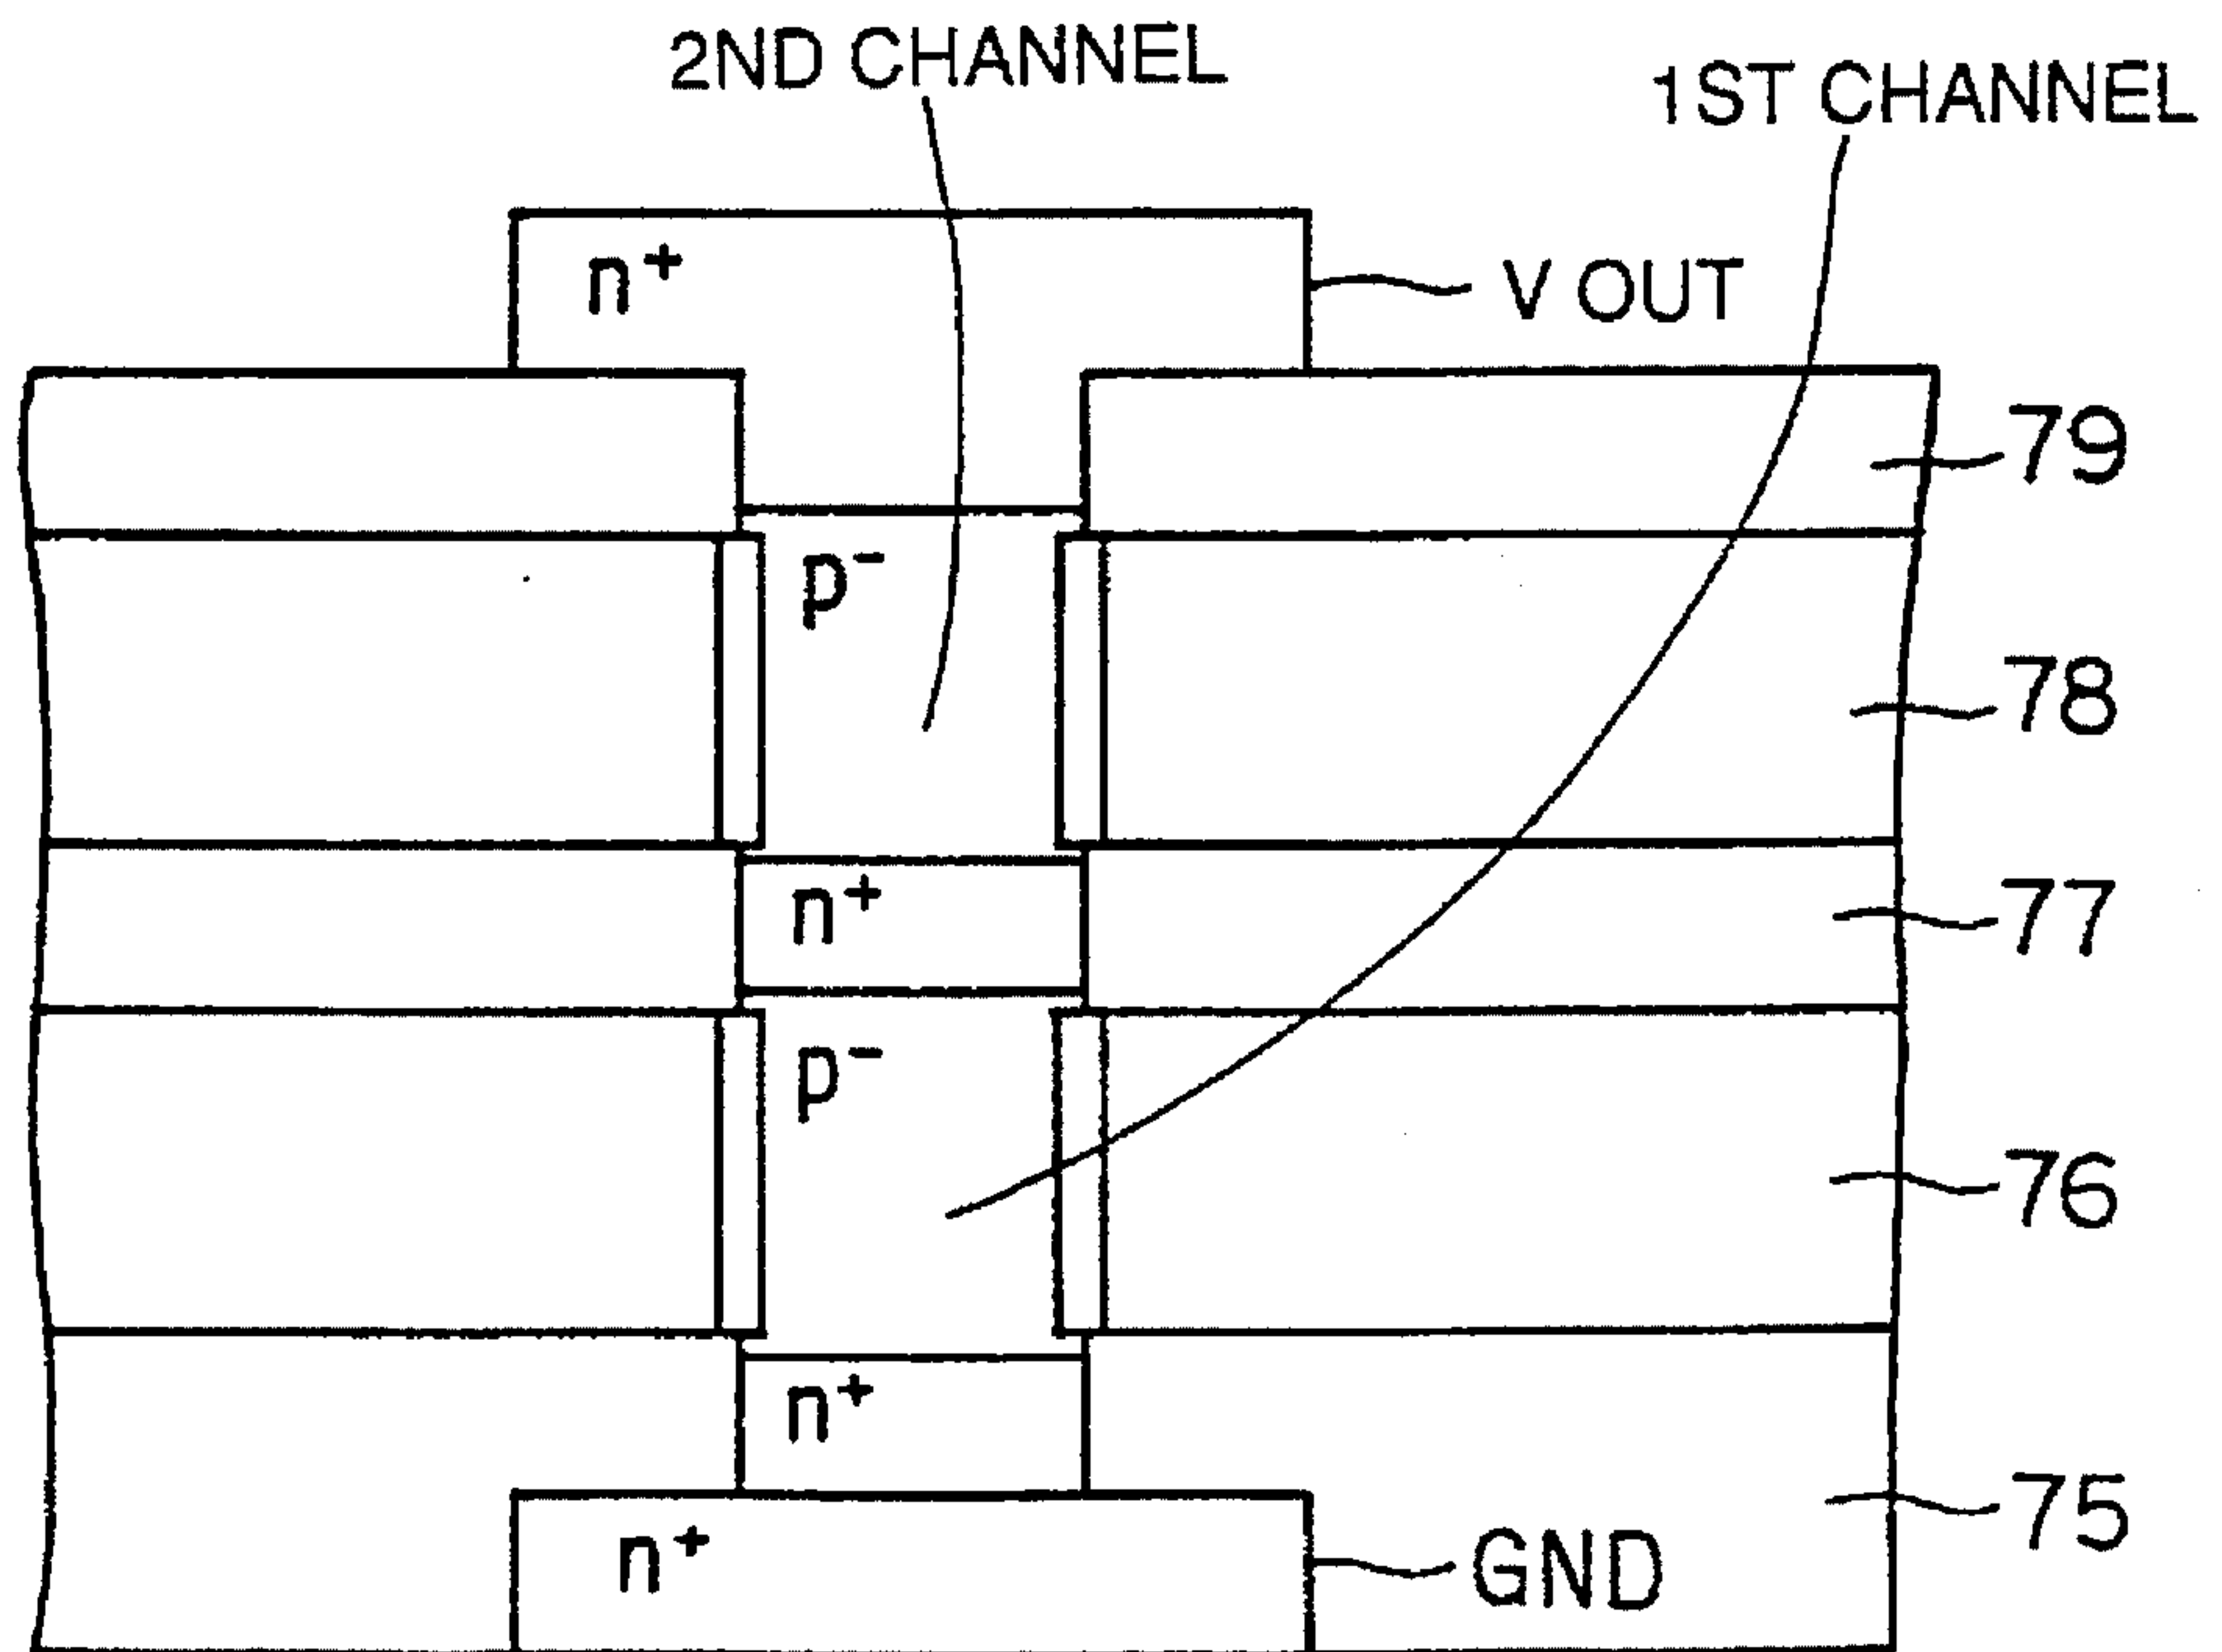 2ND CHANNEL
1ST CHANNEL
n+
V OUT
79
p-
78
n+
77
p-
76
n+
75
n+
GND